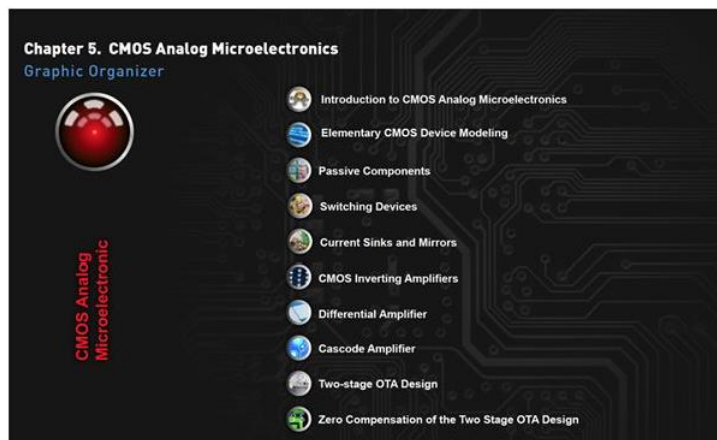 Chapter 5. CMOS Analog Microelectronics
Graphic Organizer
Introduction to CMOS Analog Microelectronics
Elementary CMOS Device Modeling
Passive Components
Switching Devices
Current Sinks and Mirrors
CMOS Inverting Amplifiers
Differential Amplifier
Cascode Amplifier
Two-stage OTA Design
Zero Compensation of the Two Stage OTA Design
CMOS Analog
Microelectronic